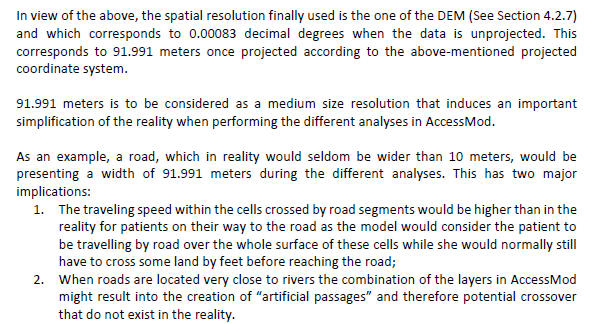 In view of the above, the spatial resolution finally used is the one of the DEM (See Section 4.2.7)
and which corresponds to 0.00083 decimal degrees when the data is unprojected. This
corresponds to 91.991 meters once projected according to the above-mentioned projected
coordinate system.
91.991 meters is to be considered as a medium size resolution that induces an important
simplification of the reality when performing the different analyses in AccessMod.
As an example, a road, which in reality would seldom be wider than 10 meters, would be
presenting a width of 91.991 meters during the different analyses. This has two major
implications:
1. The traveling speed within the cells crossed by road segments would be higher than in the
reality for patients on their way to the road as the model would consider the patient to
be travelling by road over the whole surface of these cells while she would normally still
have to cross some land by feet before reaching the road;
2. When roads are located very close to rivers the combination of the layers in AccessMod
might result into the creation of “artificial passages” and therefore potential crossover
that do not exist in the reality.